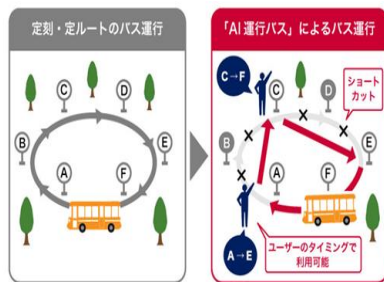 定刻・定ルートのバス運行
C
D
B
E
A
F
「AI運行バス」によるバス運行
C→F
ショート
カット
C
D
B
E
A
F
A→E
ユーザーのタイミングで
利用可能